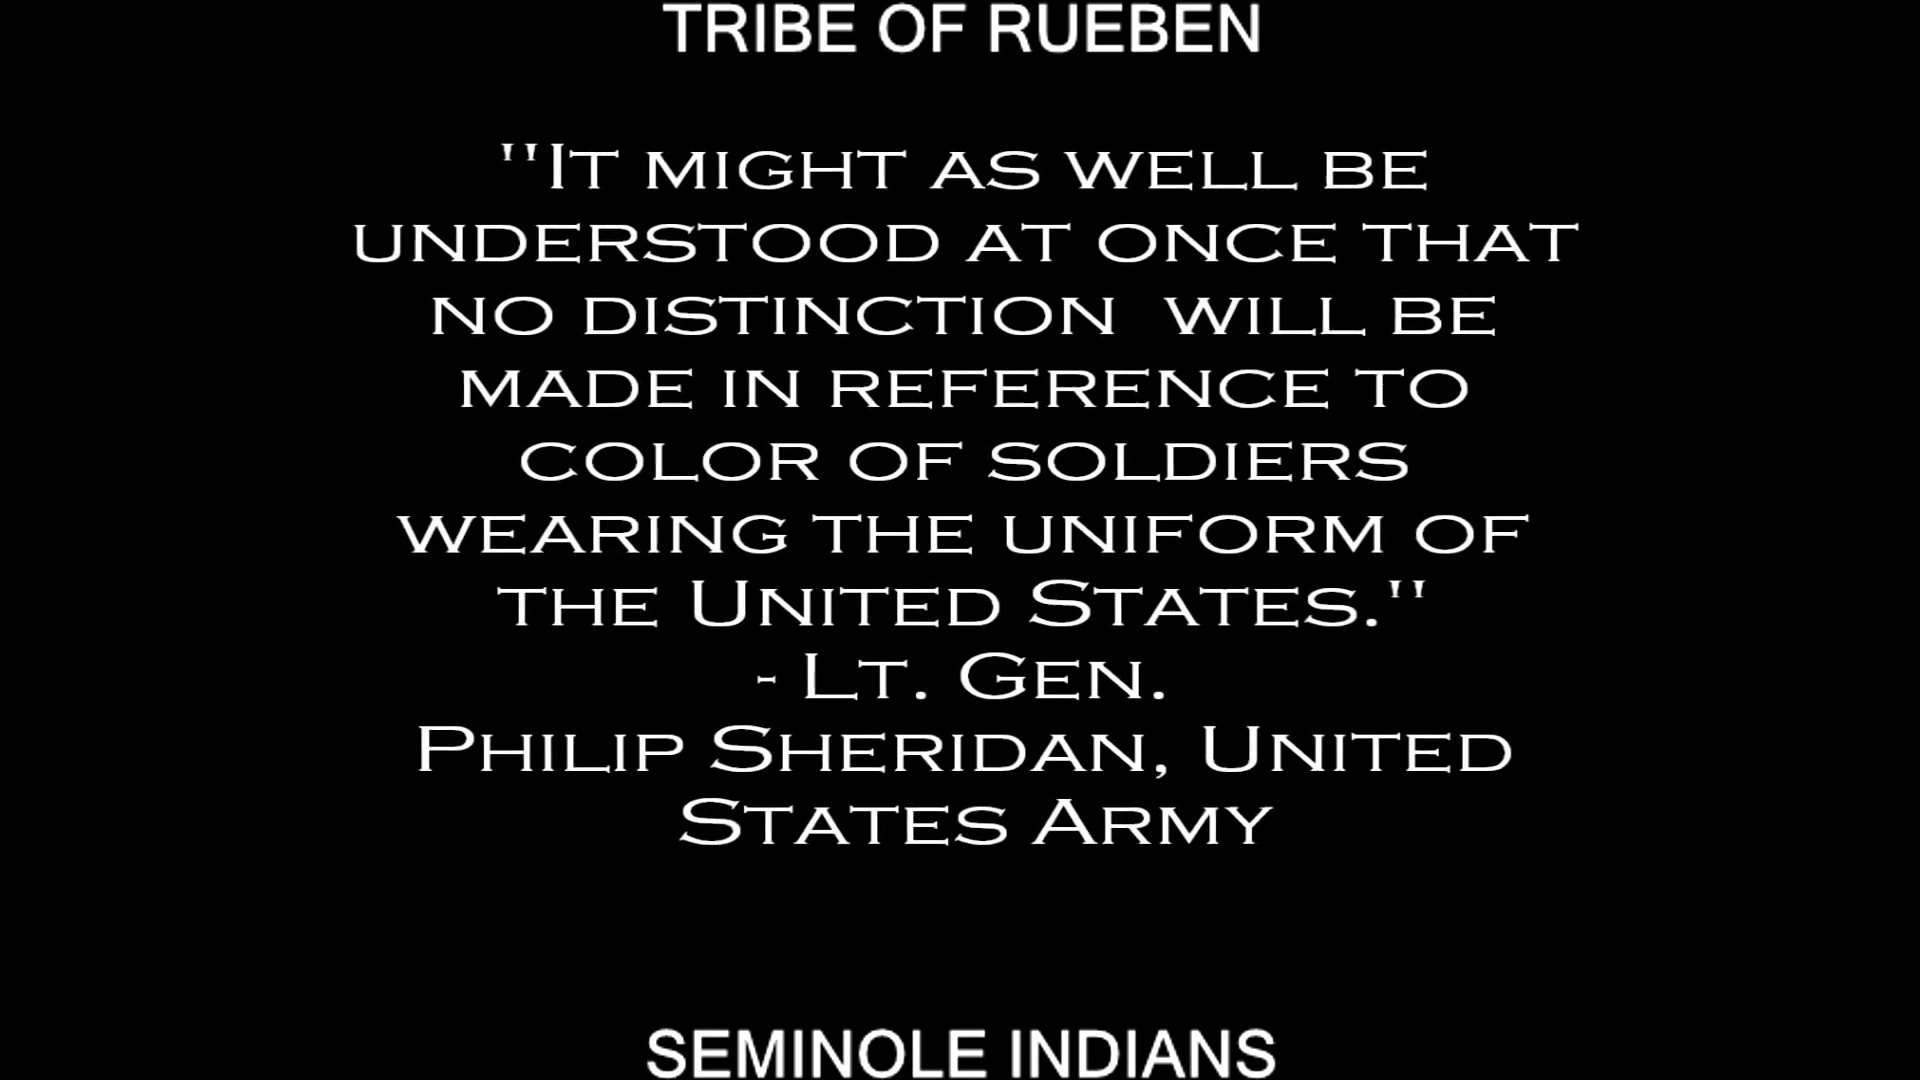 TRIBE OF RUEBEN
"It might as well be
understood at once that
no distinction  will be
made in reference to
color of soldiers
wearing the uniform of
the United States."
- Lt. Gen.
Philip Sheridan, United
States Army
SEMINOLE INDIANS